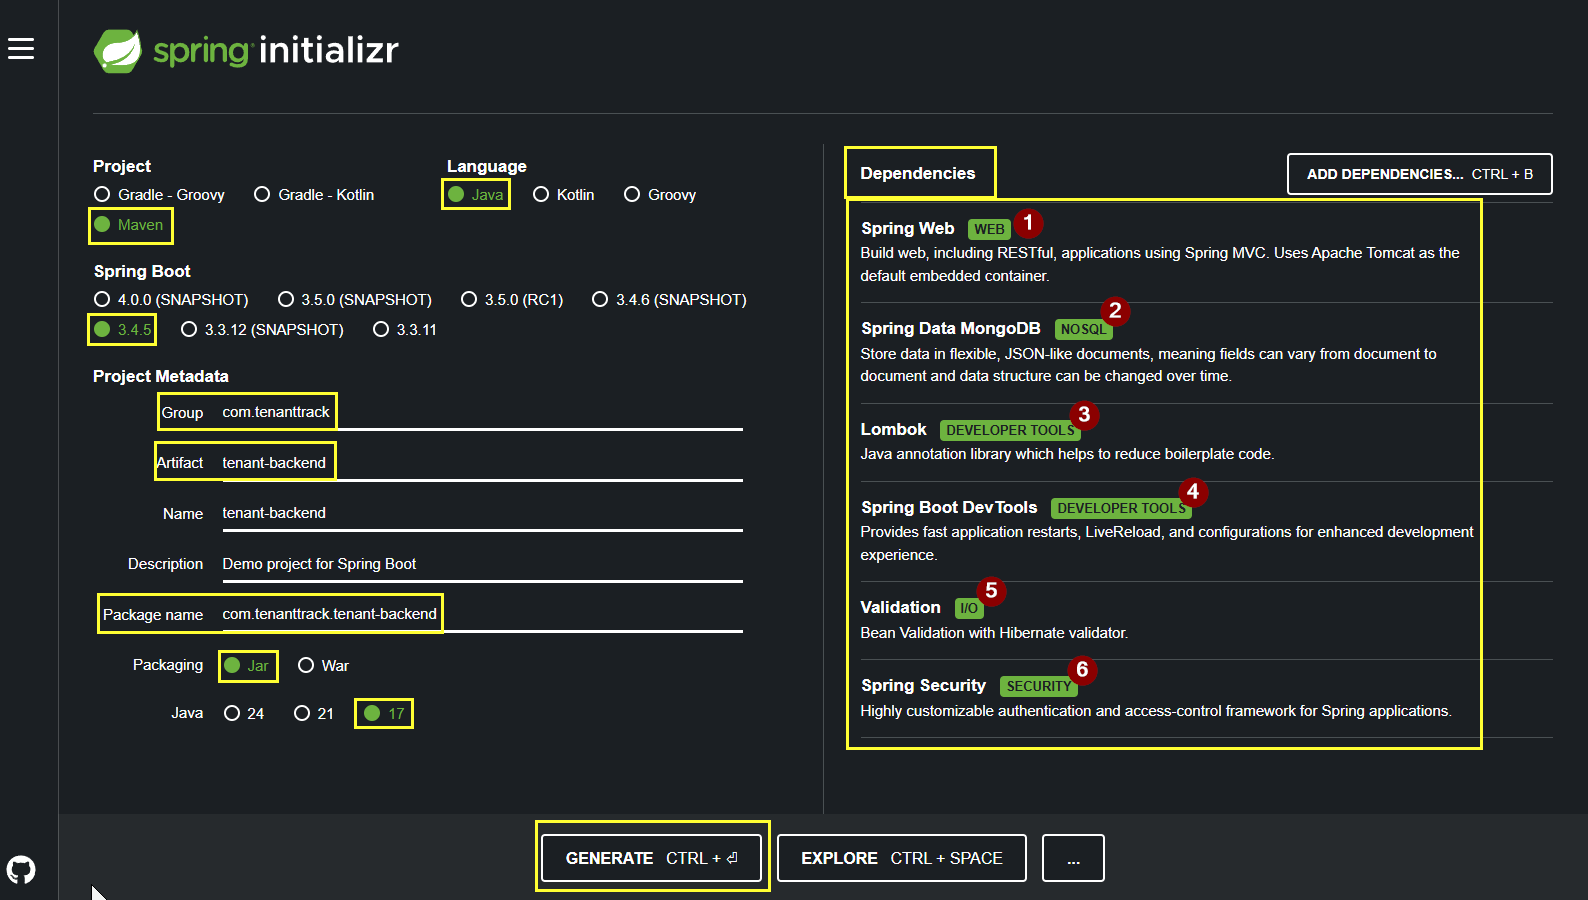 spring initializr
Project
Gradle - Groovy Gradle - Kotlin
Maven
Language
Java Kotlin Groovy
Spring Boot
4.0.0 (SNAPSHOT) 3.5.0 (SNAPSHOT) 3.5.0 (RC1) 3.4.6 (SNAPSHOT)
3.4.5 3.3.12 (SNAPSHOT) 3.3.11
Project Metadata
Group com.tenanttrack
Artifact tenant-backend
Name tenant-backend
Description Demo project for Spring Boot
Package name com.tenanttrack.tenant-backend
Packaging Jar War
Java 24 21 17
Dependencies
ADD DEPENDENCIES... CTRL + B
Spring Web WEB 1
Build web, including RESTful, applications using Spring MVC. Uses Apache Tomcat as the
default embedded container.
Spring Data MongoDB NOSQL 2
Store data in flexible, JSON-like documents, meaning fields can vary from document to
document and data structure can be changed over time.
Lombok DEVELOPER TOOLS 3
Java annotation library which helps to reduce boilerplate code.
Spring Boot DevTools DEVELOPER TOOLS 4
Provides fast application restarts, LiveReload, and configurations for enhanced development
experience.
Validation I/O 5
Bean Validation with Hibernate validator.
Spring Security SECURITY 6
Highly customizable authentication and access-control framework for Spring applications.
GENERATE CTRL + ⏎ EXPLORE CTRL + SPACE ...